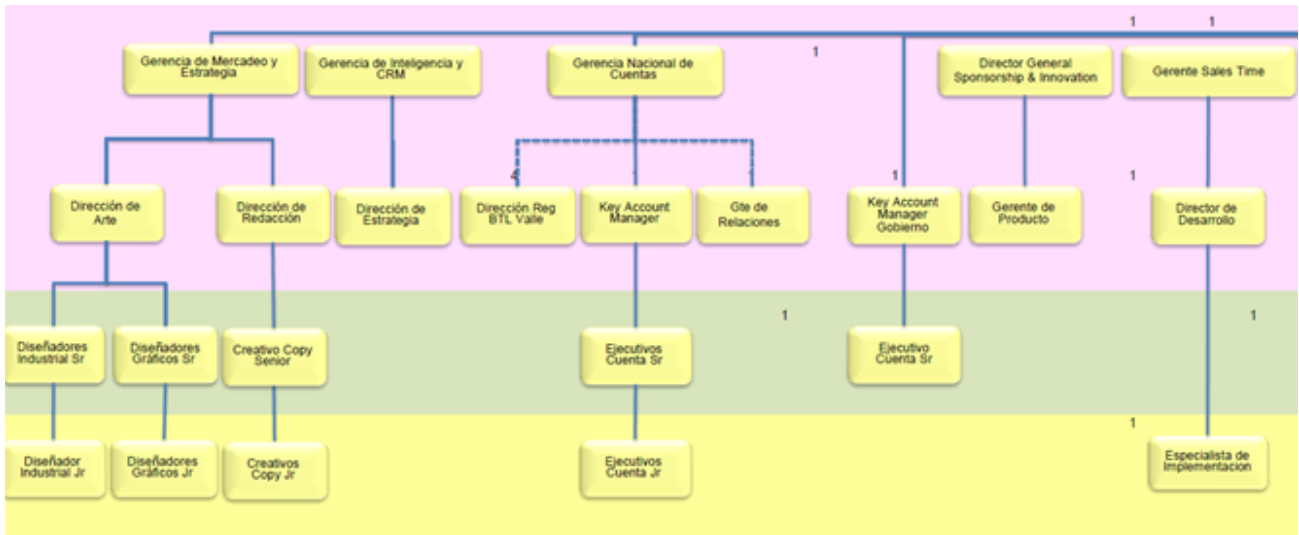 1 1
1
Gerencia de Mercadeo y
Estrategia
Gerencia de Inteligencia y
CRM
Gerencia Nacional de
Cuentas
Director General
Sponsorship & Innovation
Gerente Sales Time
4 1 1 1 1
Dirección de
Arte
Dirección de
Redacción
Dirección de
Estrategia
Dirección Reg
BTL Valle
Key Account
Manager
Gte de
Relaciones
Key Account
Manager
Gobierno
Gerente de
Producto
Director de
Desarrollo
1 1
Diseñadores
Industrial Sr
Diseñadores
Gráficos Sr
Creativo Copy
Senior
Ejecutivos
Cuenta Sr
Ejecutivo
Cuenta Sr
1
Diseñador
Industrial Jr
Diseñadores
Gráficos Jr
Creativos
Copy Jr
Ejecutivos
Cuenta Jr
Especialista de
Implementacion